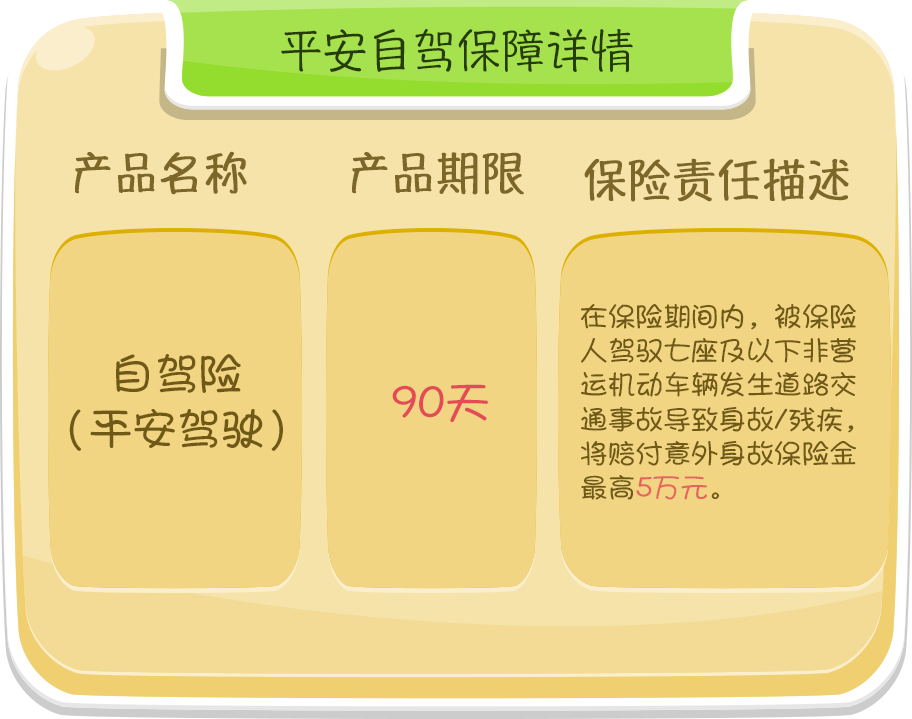 平安自驾保障详情
产品名称
产品期限
保险责任描述
自驾险
（平安驾驶）
90天
在保险期间内，被保险
人驾驭七座及以下非营
运机动车辆发生道路交
通事故导致身故/残疾，
将赔付意外身故保险金
最高5万元。